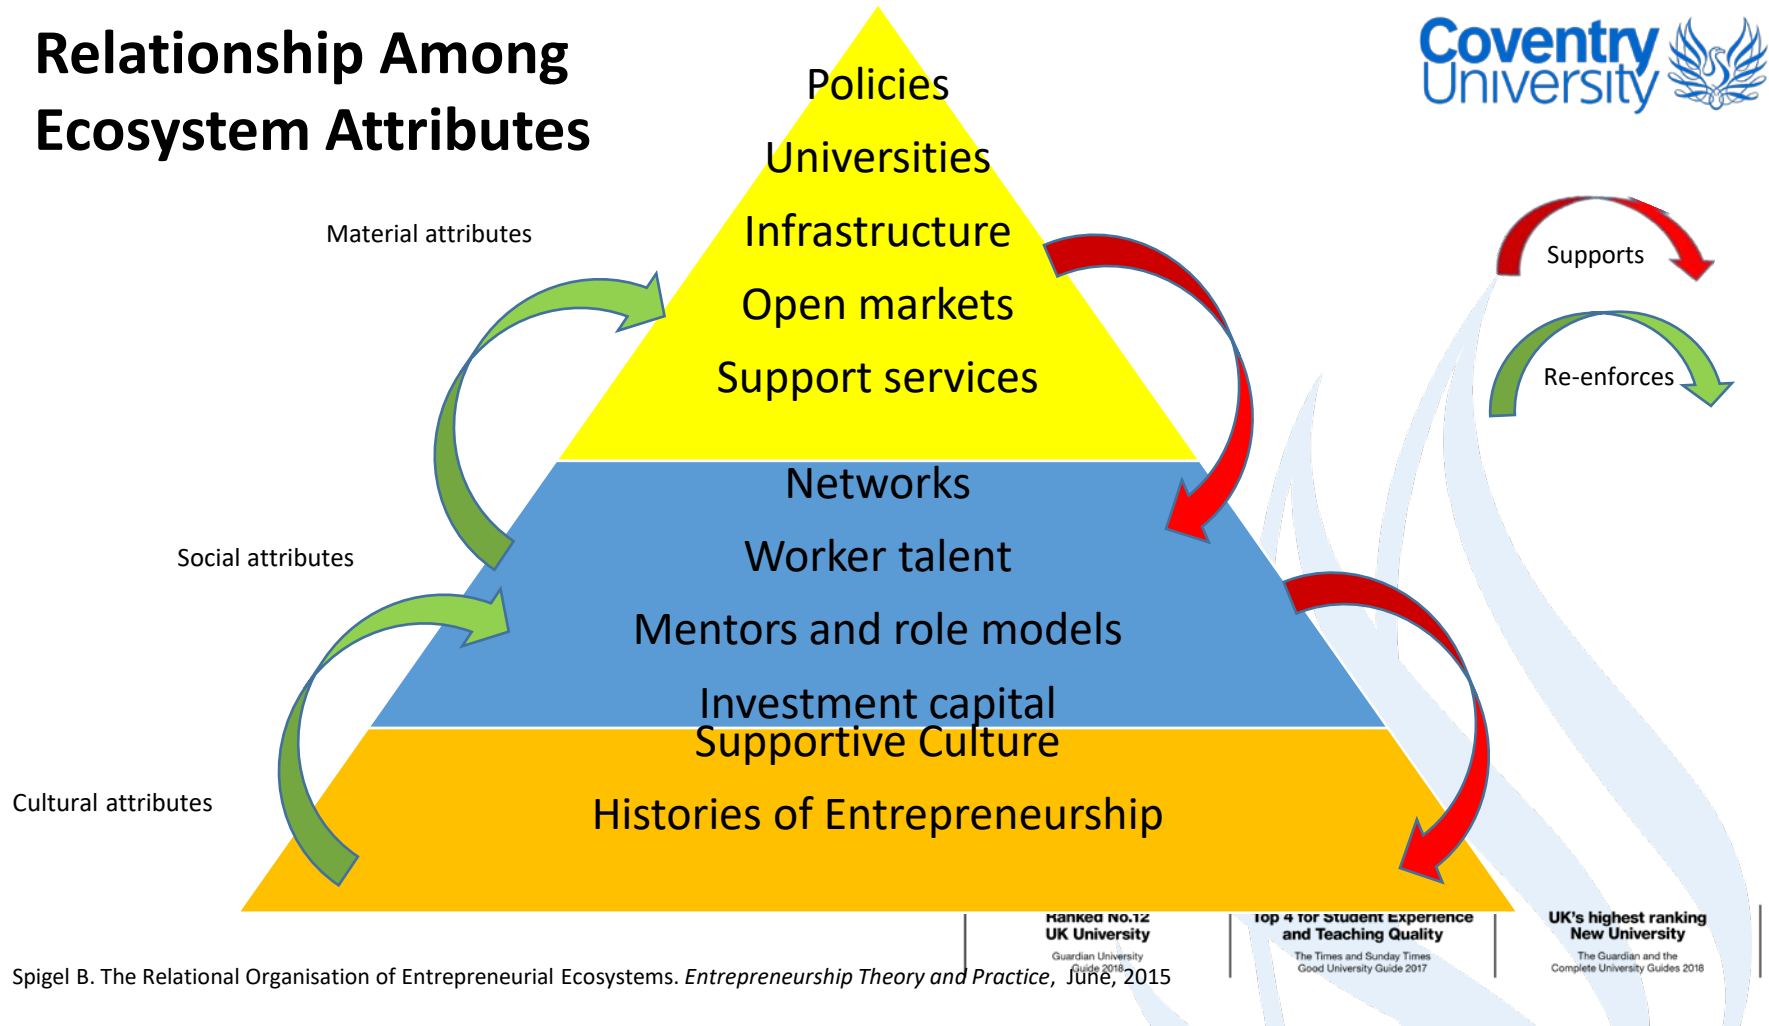 Relationship Among
Ecosystem Attributes
Coventry
University
Policies
Universities
Infrastructure
Open markets
Support services
Material attributes
Supports
Re-enforces
Networks
Worker talent
Mentors and role models
Investment capital
Social attributes
Supportive Culture
Histories of Entrepreneurship
Cultural attributes
Ranked No.12
UK University
Guardian University
Guide 2018
Top 4 for Student Experience
and Teaching Quality
The Times and Sunday Times
Good University Guide 2017
UK's highest ranking
New University
The Guardian and the
Complete University Guides 2018
Spigel B. The Relational Organisation of Entrepreneurial Ecosystems. Entrepreneurship Theory and Practice, June, 2015